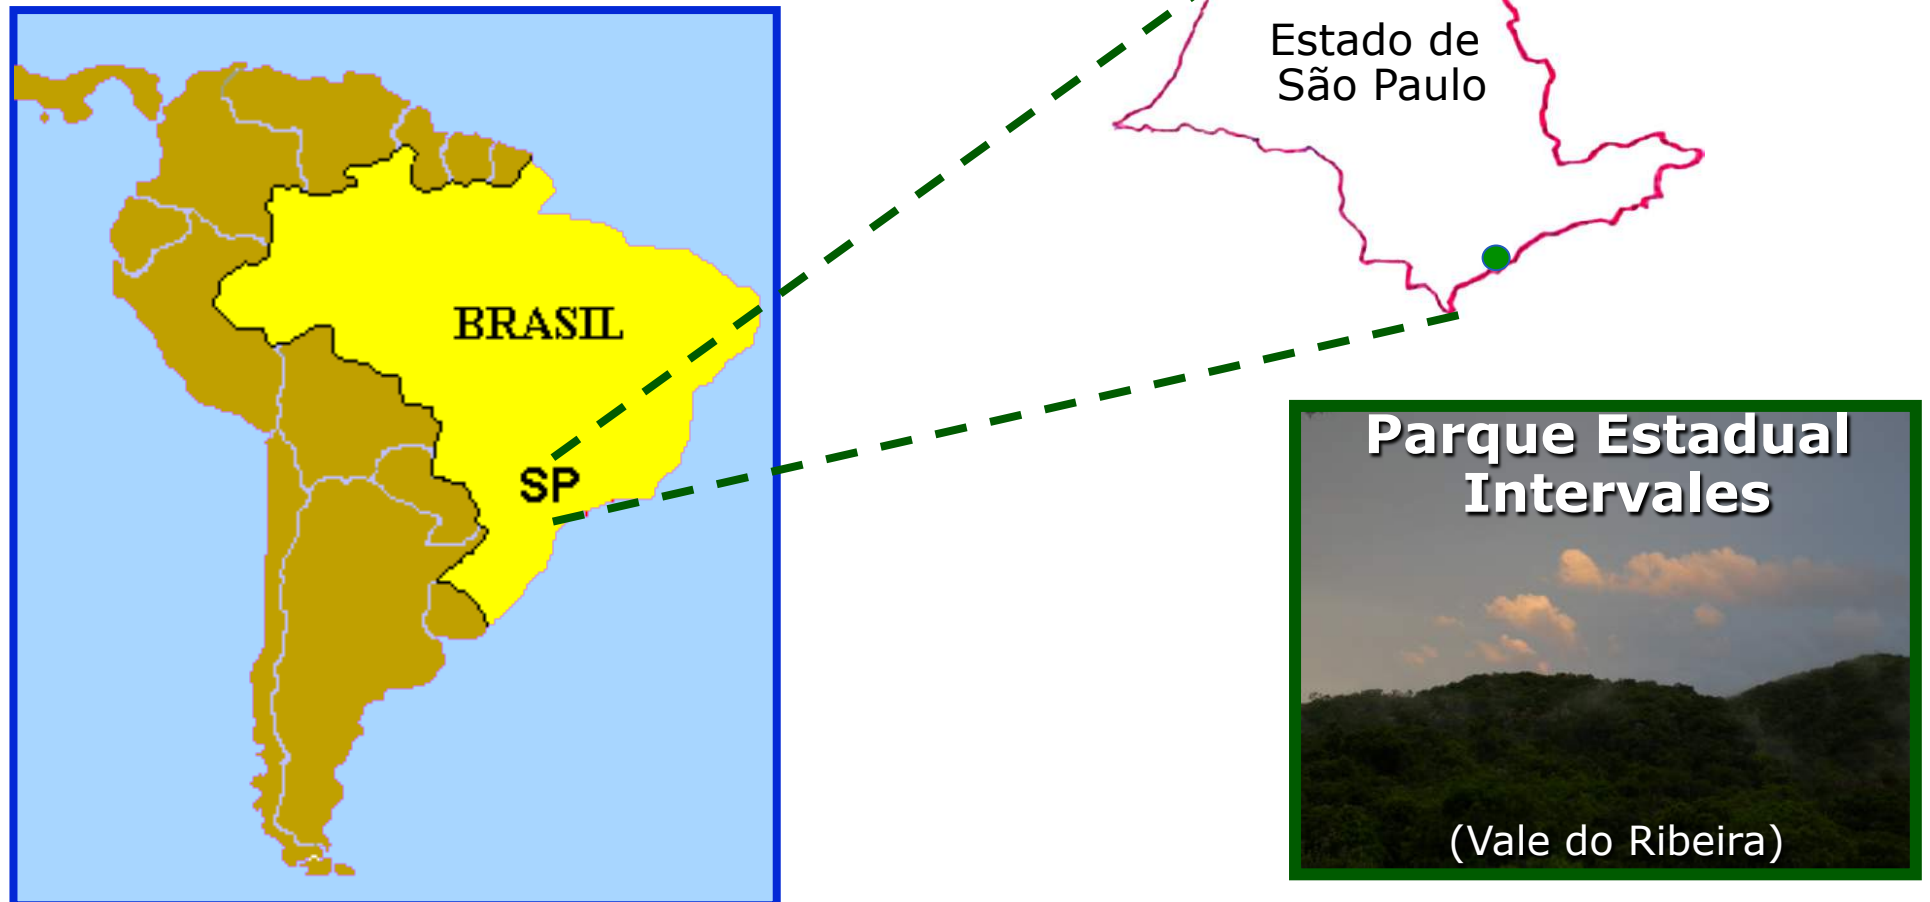 Estado de
São Paulo
BRASIL
SP
Parque Estadual
Intervales
(Vale do Ribeira)